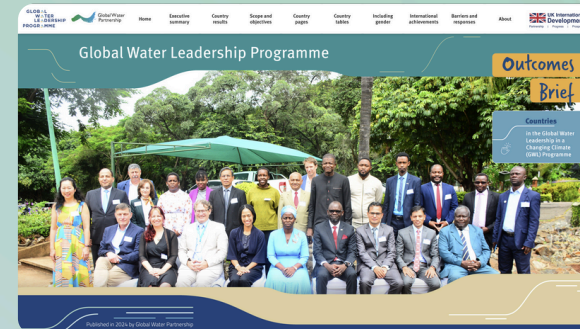 GLOBAL
WATER
LEADERSHIP
PROGRAMME
Global Water
Partnership
Home
Executive
summary
Country
results
Scope and
objectives
Country
pages
Country
tables
Including
gender
International
achievements
Barriers and
responses
About
UK International
Development
Global Water Leadership Programme
Outcomes
Brief
Countries
in the Global Water
Leadership in a
Changing Climate
(GWL) Programme
Published in 2024 by Global Water Partnership